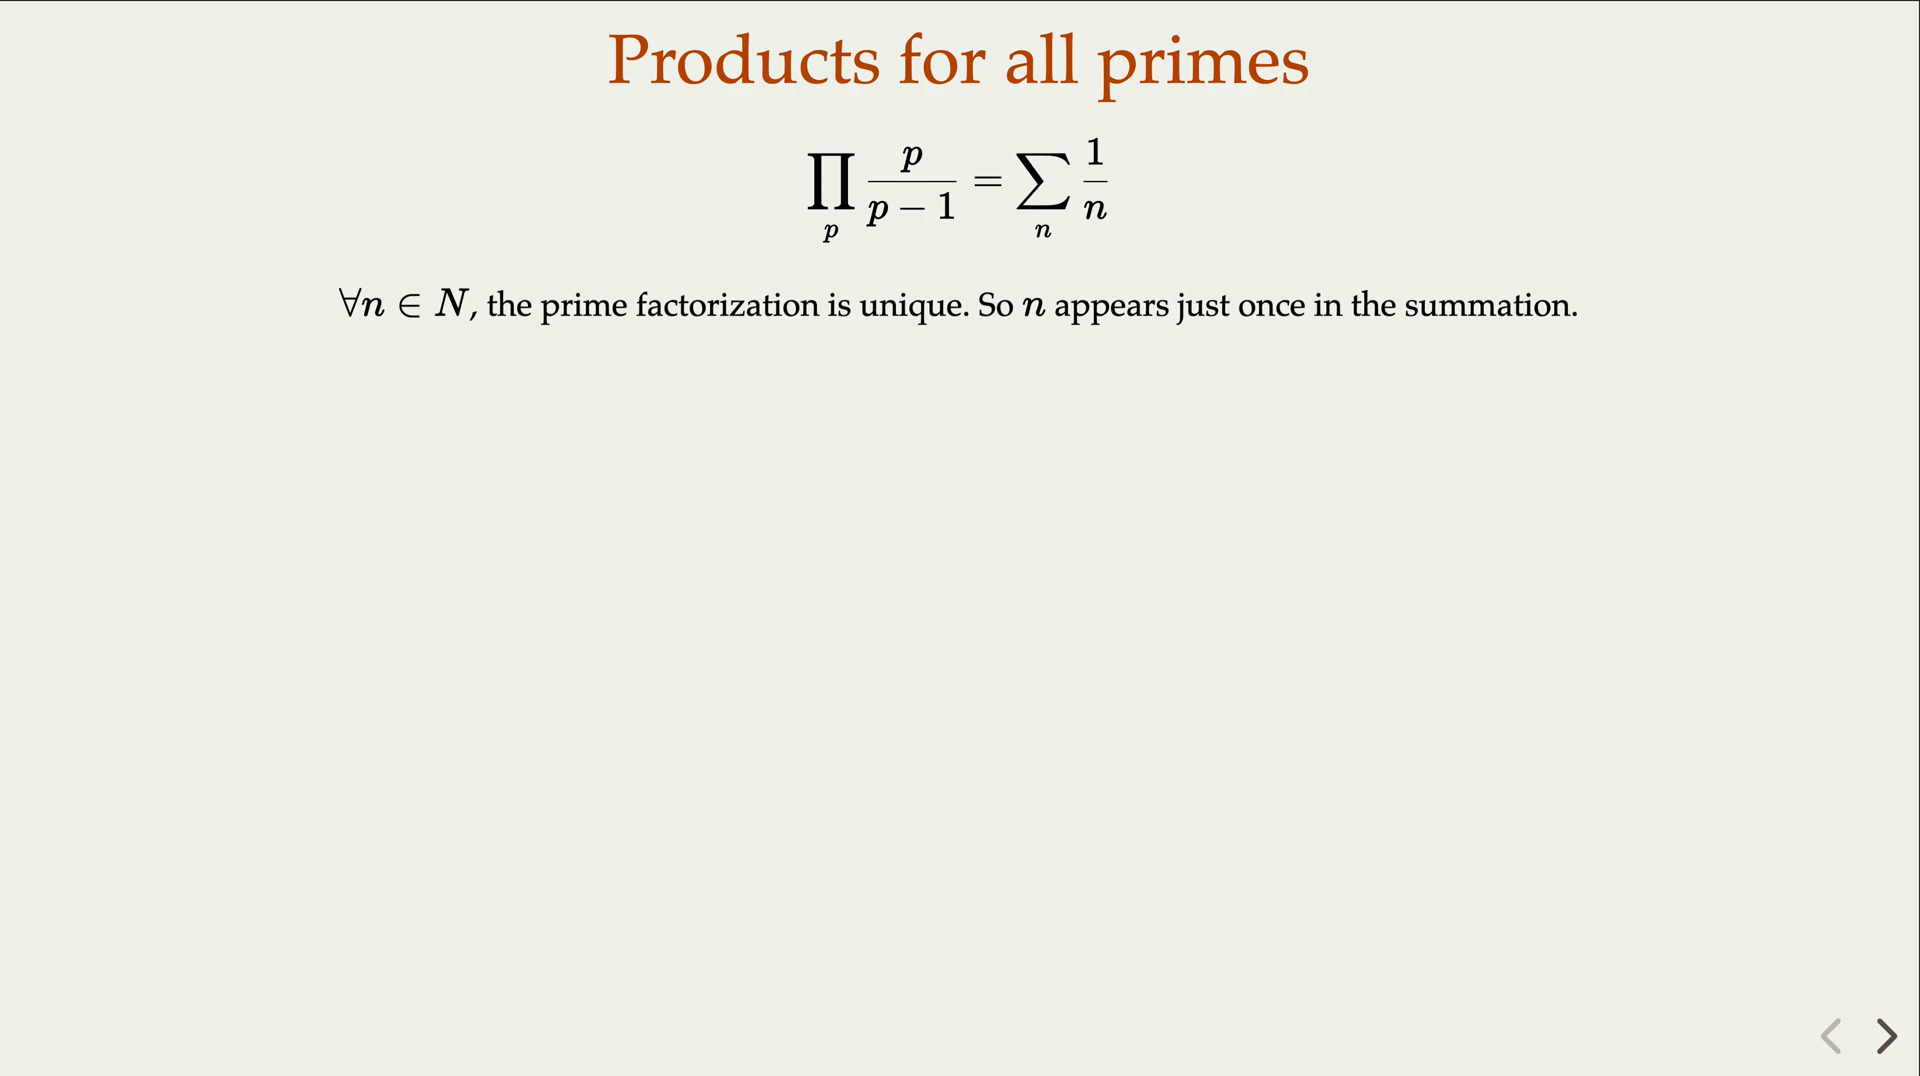 Products for all primes
∏_p p/(p − 1) = ∑_n 1/n
∀n ∈ N, the prime factorization is unique. So n appears just once in the summation.